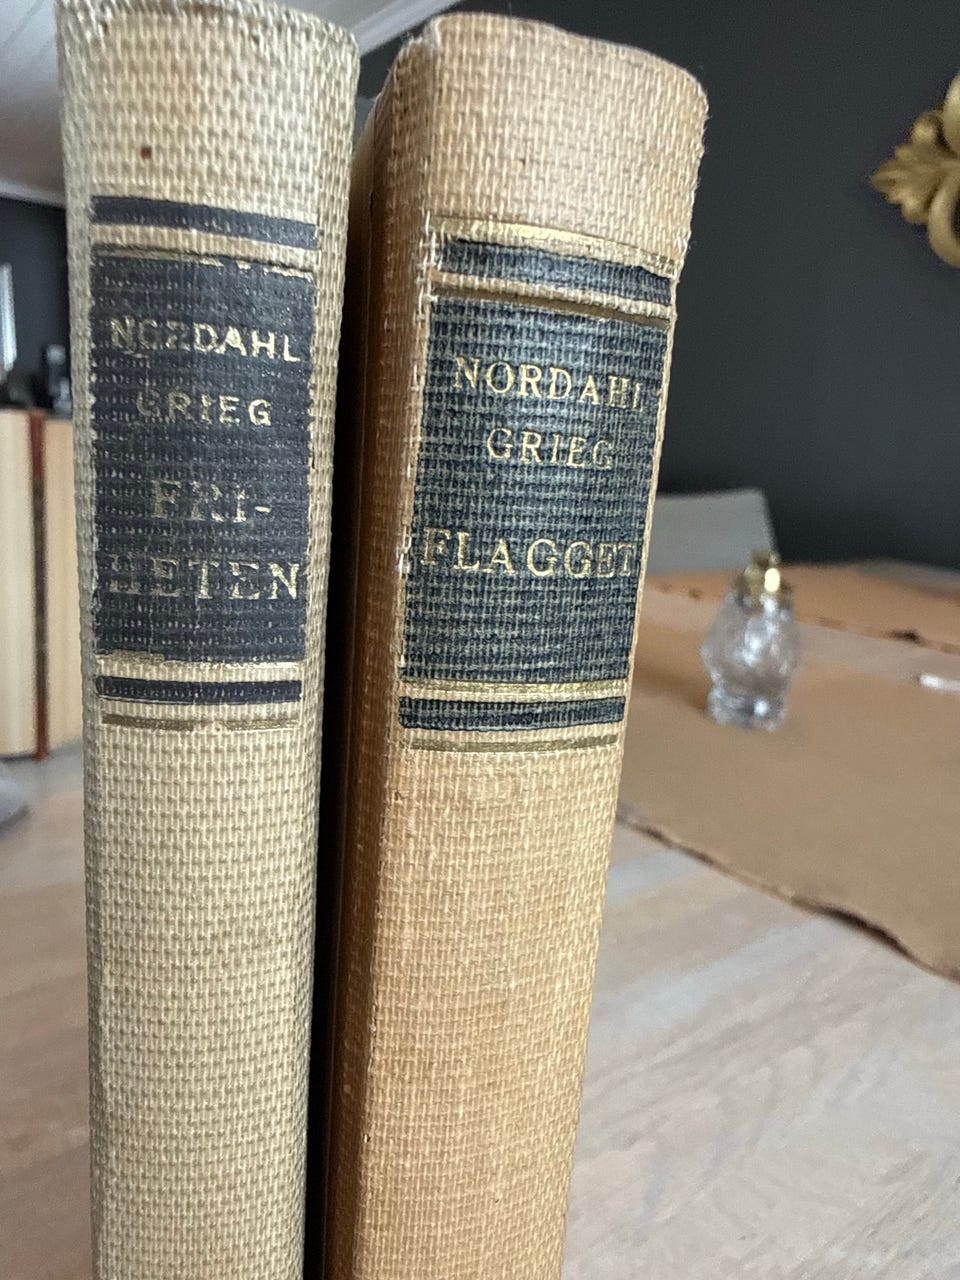 NORDAHL
GRIEG
FRI-
HETEN
NORDAHL
GRIEG
FLAGGET